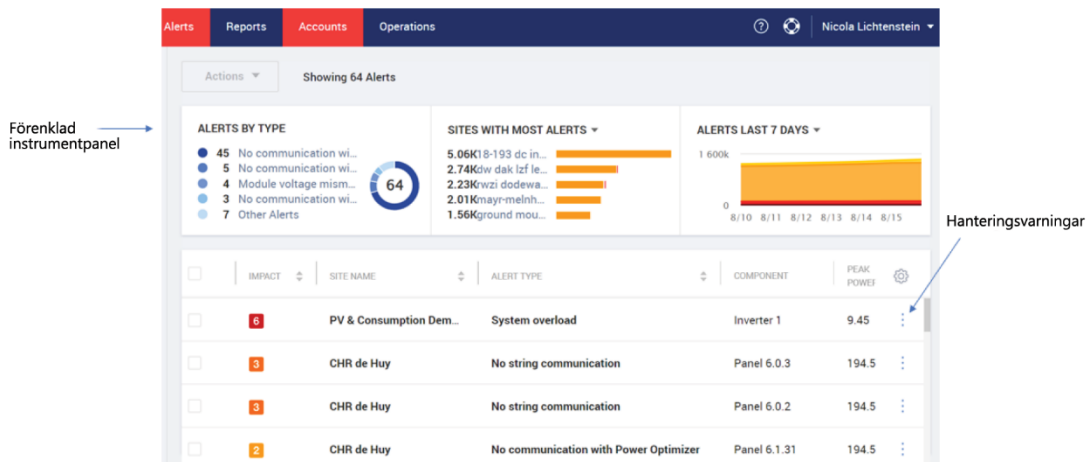 Alerts Reports Accounts Operations Nicola Lichtenstein
Actions Showing 64 Alerts
Förenklad
instrumentpanel
ALERTS BY TYPE
45 No communication wi...
5 No communication wi...
4 Module voltage mism...
3 No communication wi...
7 Other Alerts
64
SITES WITH MOST ALERTS
5.06K18-193 dc in...
2.74Kdw dak lzf le...
2.23Krwzi dodewa...
2.01Kmayr-melnh...
1.56Kground mou...
ALERTS LAST 7 DAYS
1 600k
0
8/10 8/11 8/12 8/13 8/14 8/15
Hanteringsvarningar
IMPACT SITE NAME ALERT TYPE COMPONENT PEAK
POWER
6 PV & Consumption Dem... System overload Inverter 1 9.45
3 CHR de Huy No string communication Panel 6.0.3 194.5
3 CHR de Huy No string communication Panel 6.0.2 194.5
2 CHR de Huy No communication with Power Optimizer Panel 6.1.31 194.5